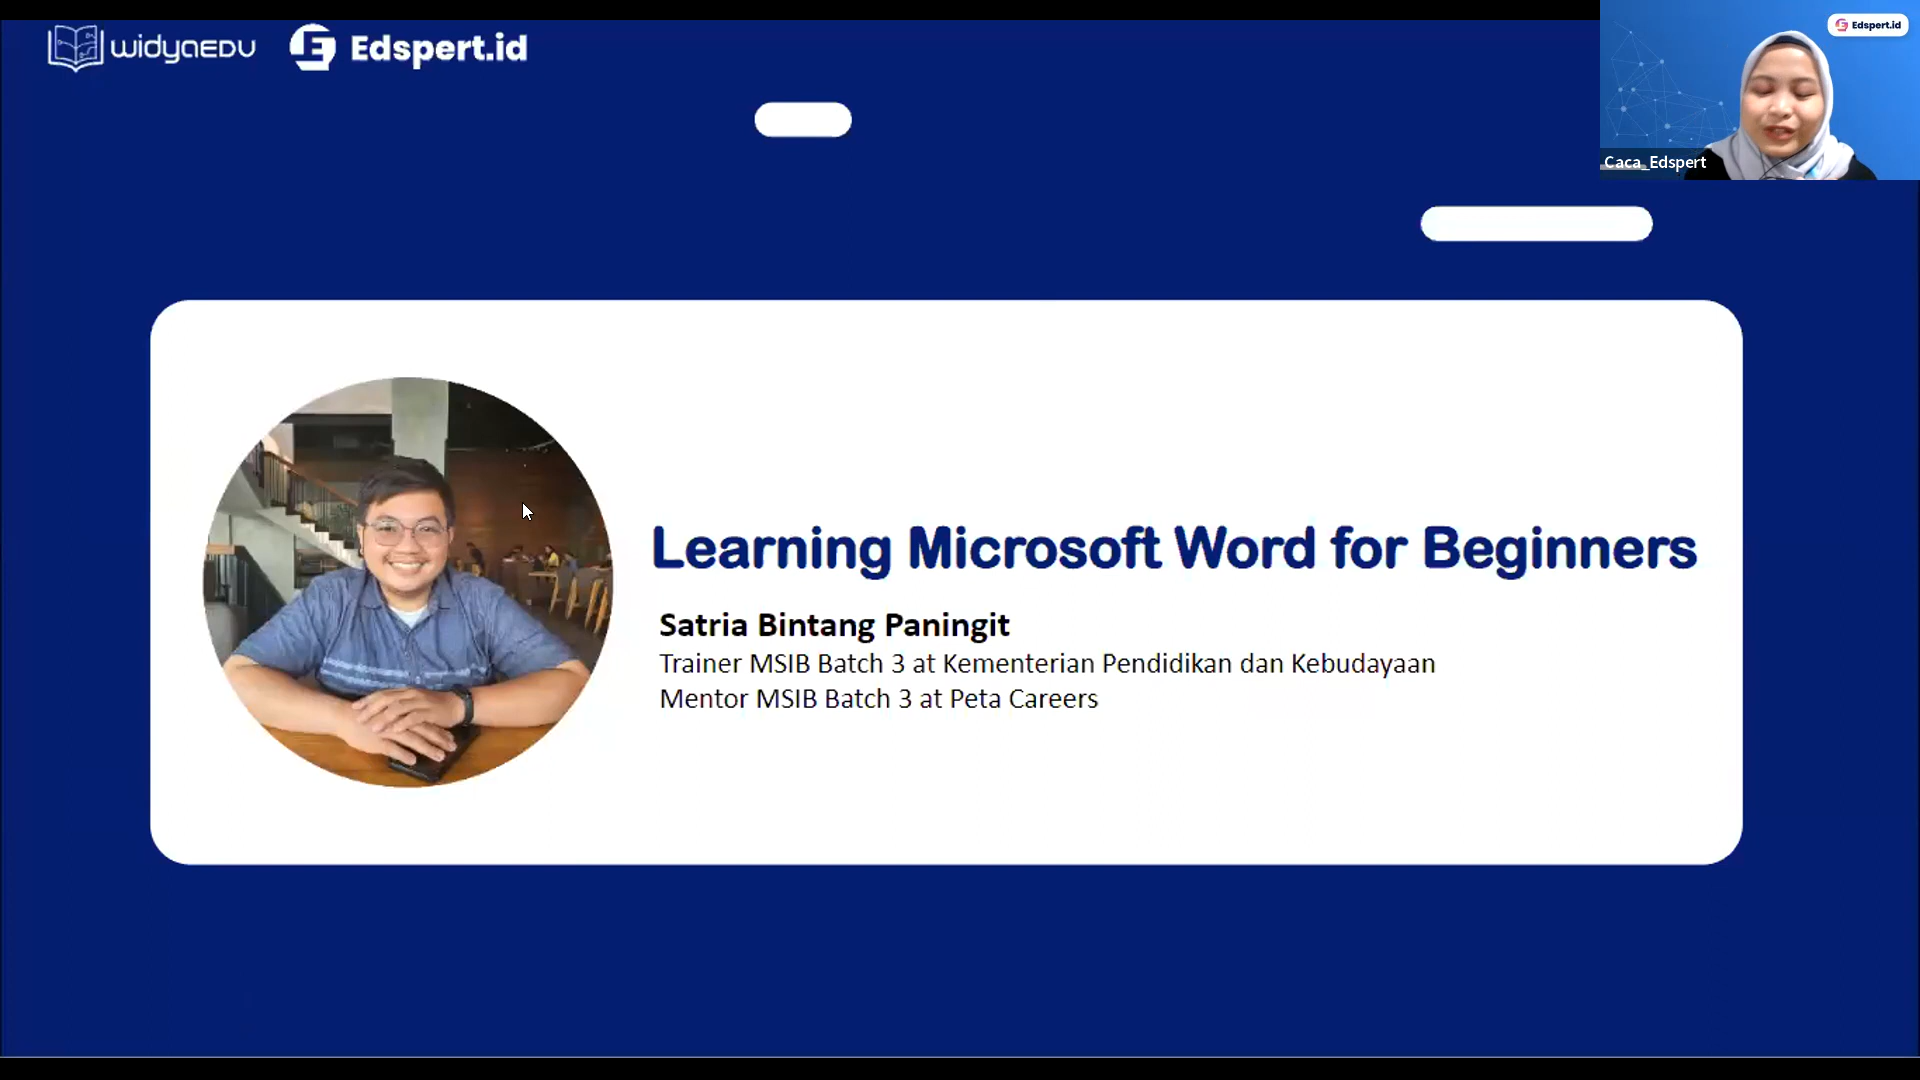 WIDYAEDU
Edspert.id
Edspert.id
Caca_Edspert
Learning Microsoft Word for Beginners
Satria Bintang Paningit
Trainer MSIB Batch 3 at Kementerian Pendidikan dan Kebudayaan
Mentor MSIB Batch 3 at Peta Careers